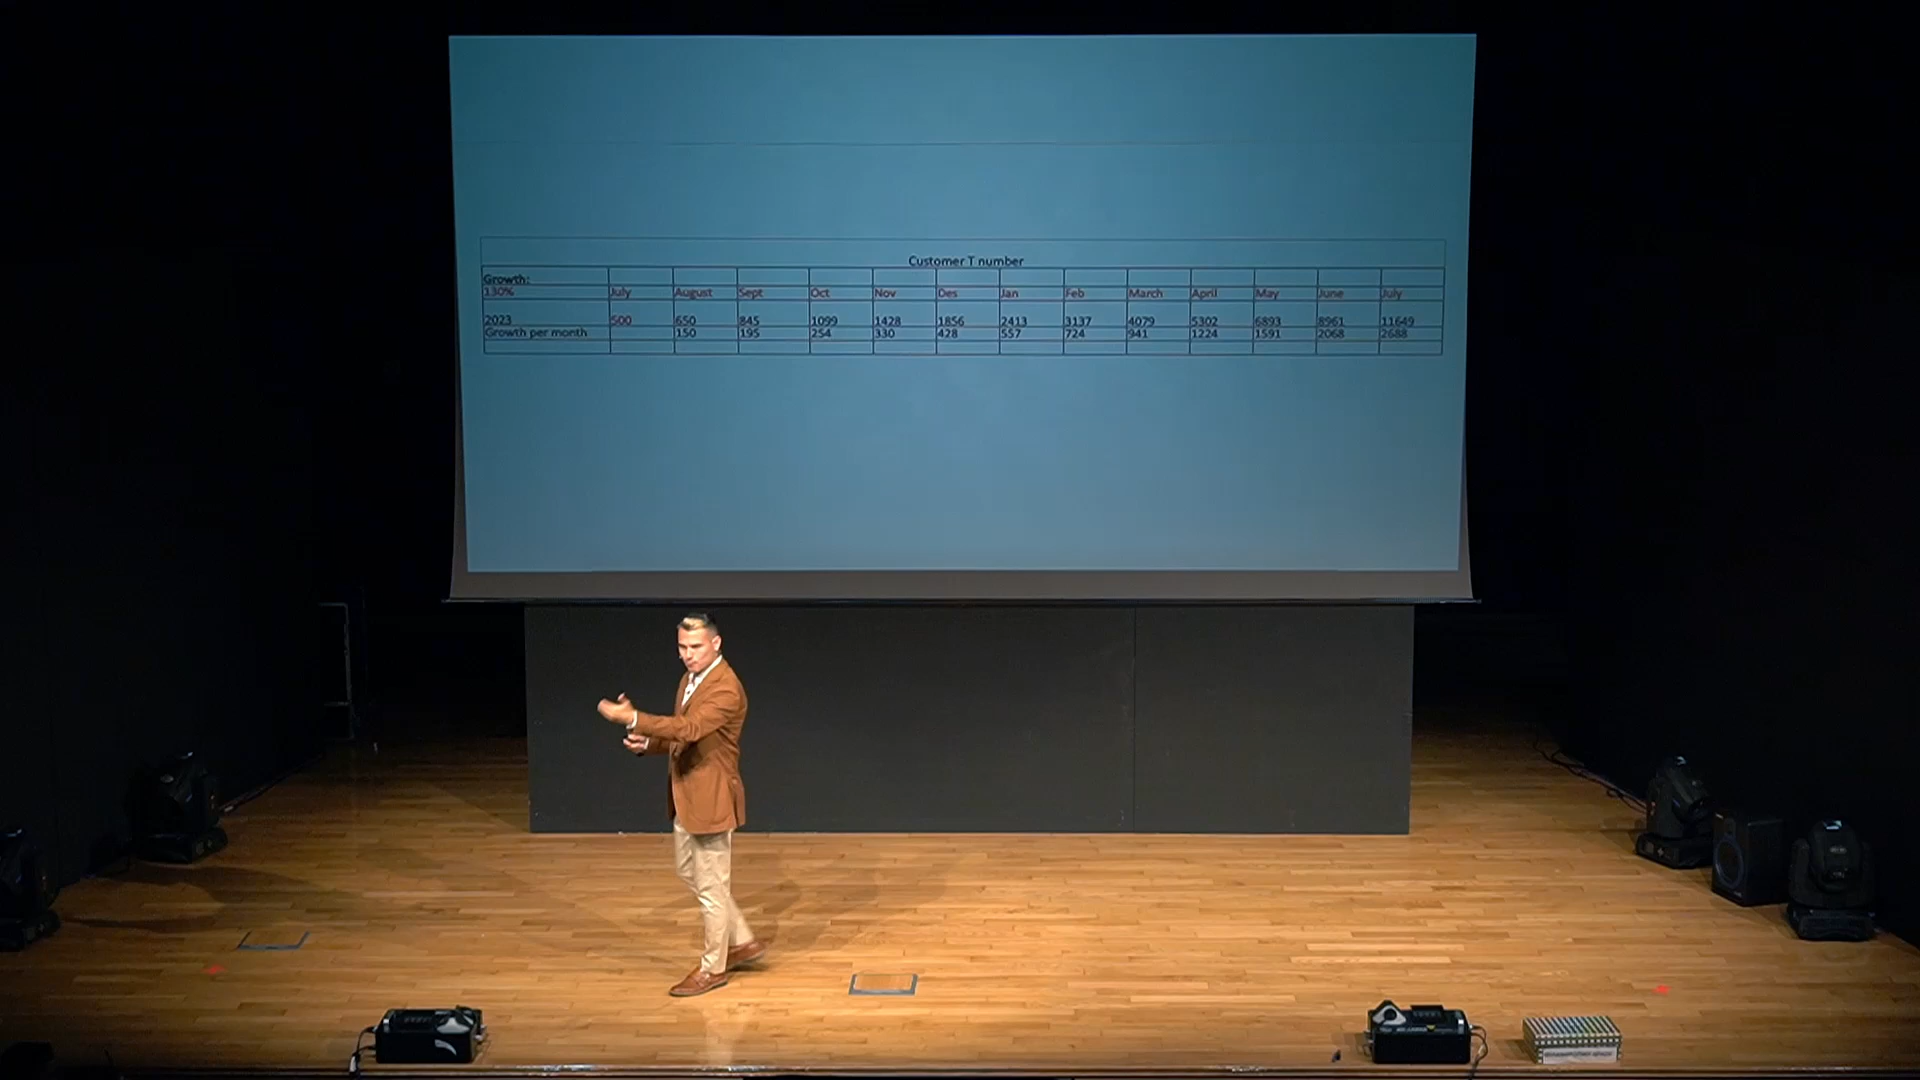 Customer T number
Growth:
130% July August Sept Oct Nov Des Jan Feb March April May June July
2023 500 650 845 1099 1428 1856 2413 3137 4079 5302 6893 8961 11649
Growth per month 150 195 254 330 428 557 724 941 1224 1591 2068 2688